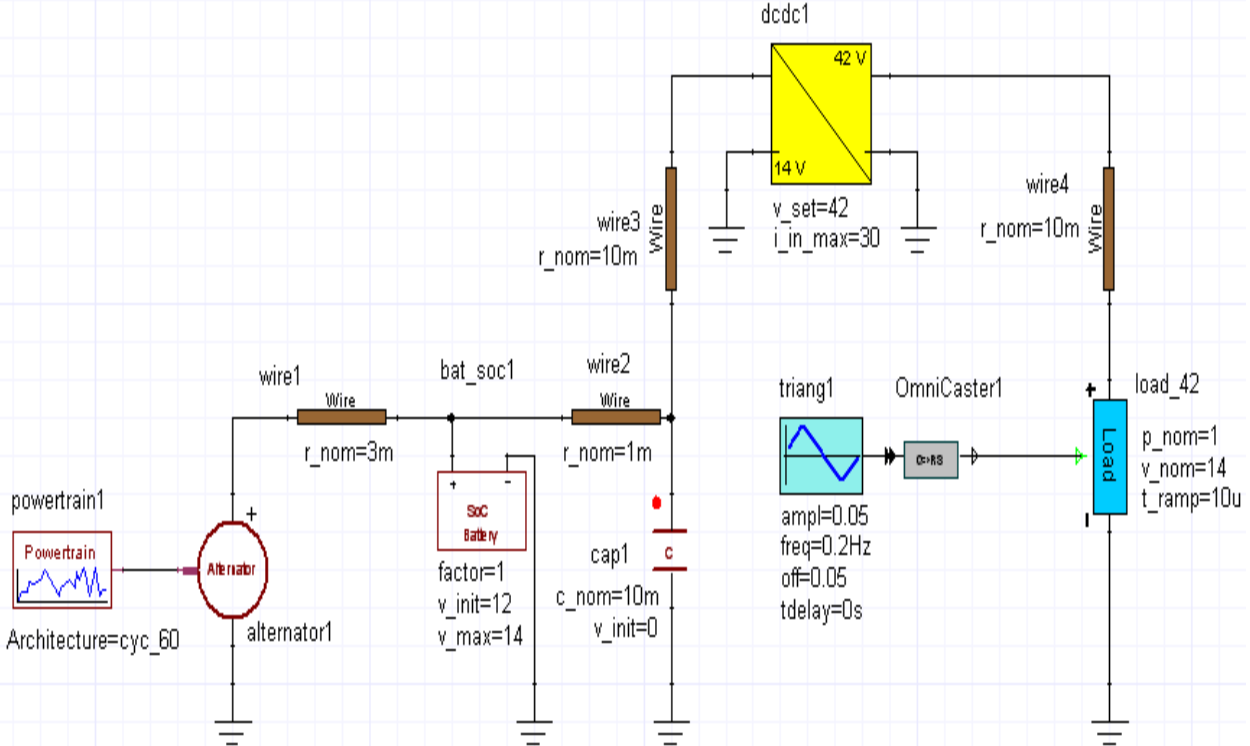 dcdc1
42 V
14 V
v_set=42
i_in_max=30
wire3
r_nom=10m
Wire
wire4
r_nom=10m
Wire
wire1
Wire
r_nom=3m
bat_soc1
wire2
Wire
r_nom=1m
triang1
OmniCaster1
load_42
C=>RS
Load
p_nom=1
v_nom=14
t_ramp=10u
+
-
SoC
Battery
factor=1
v_init=12
v_max=14
cap1
C
c_nom=10m
v_init=0
ampl=0.05
freq=0.2Hz
off=0.05
tdelay=0s
powertrain1
Powertrain
Architecture=cyc_60
+
Alternator
alternator1
+